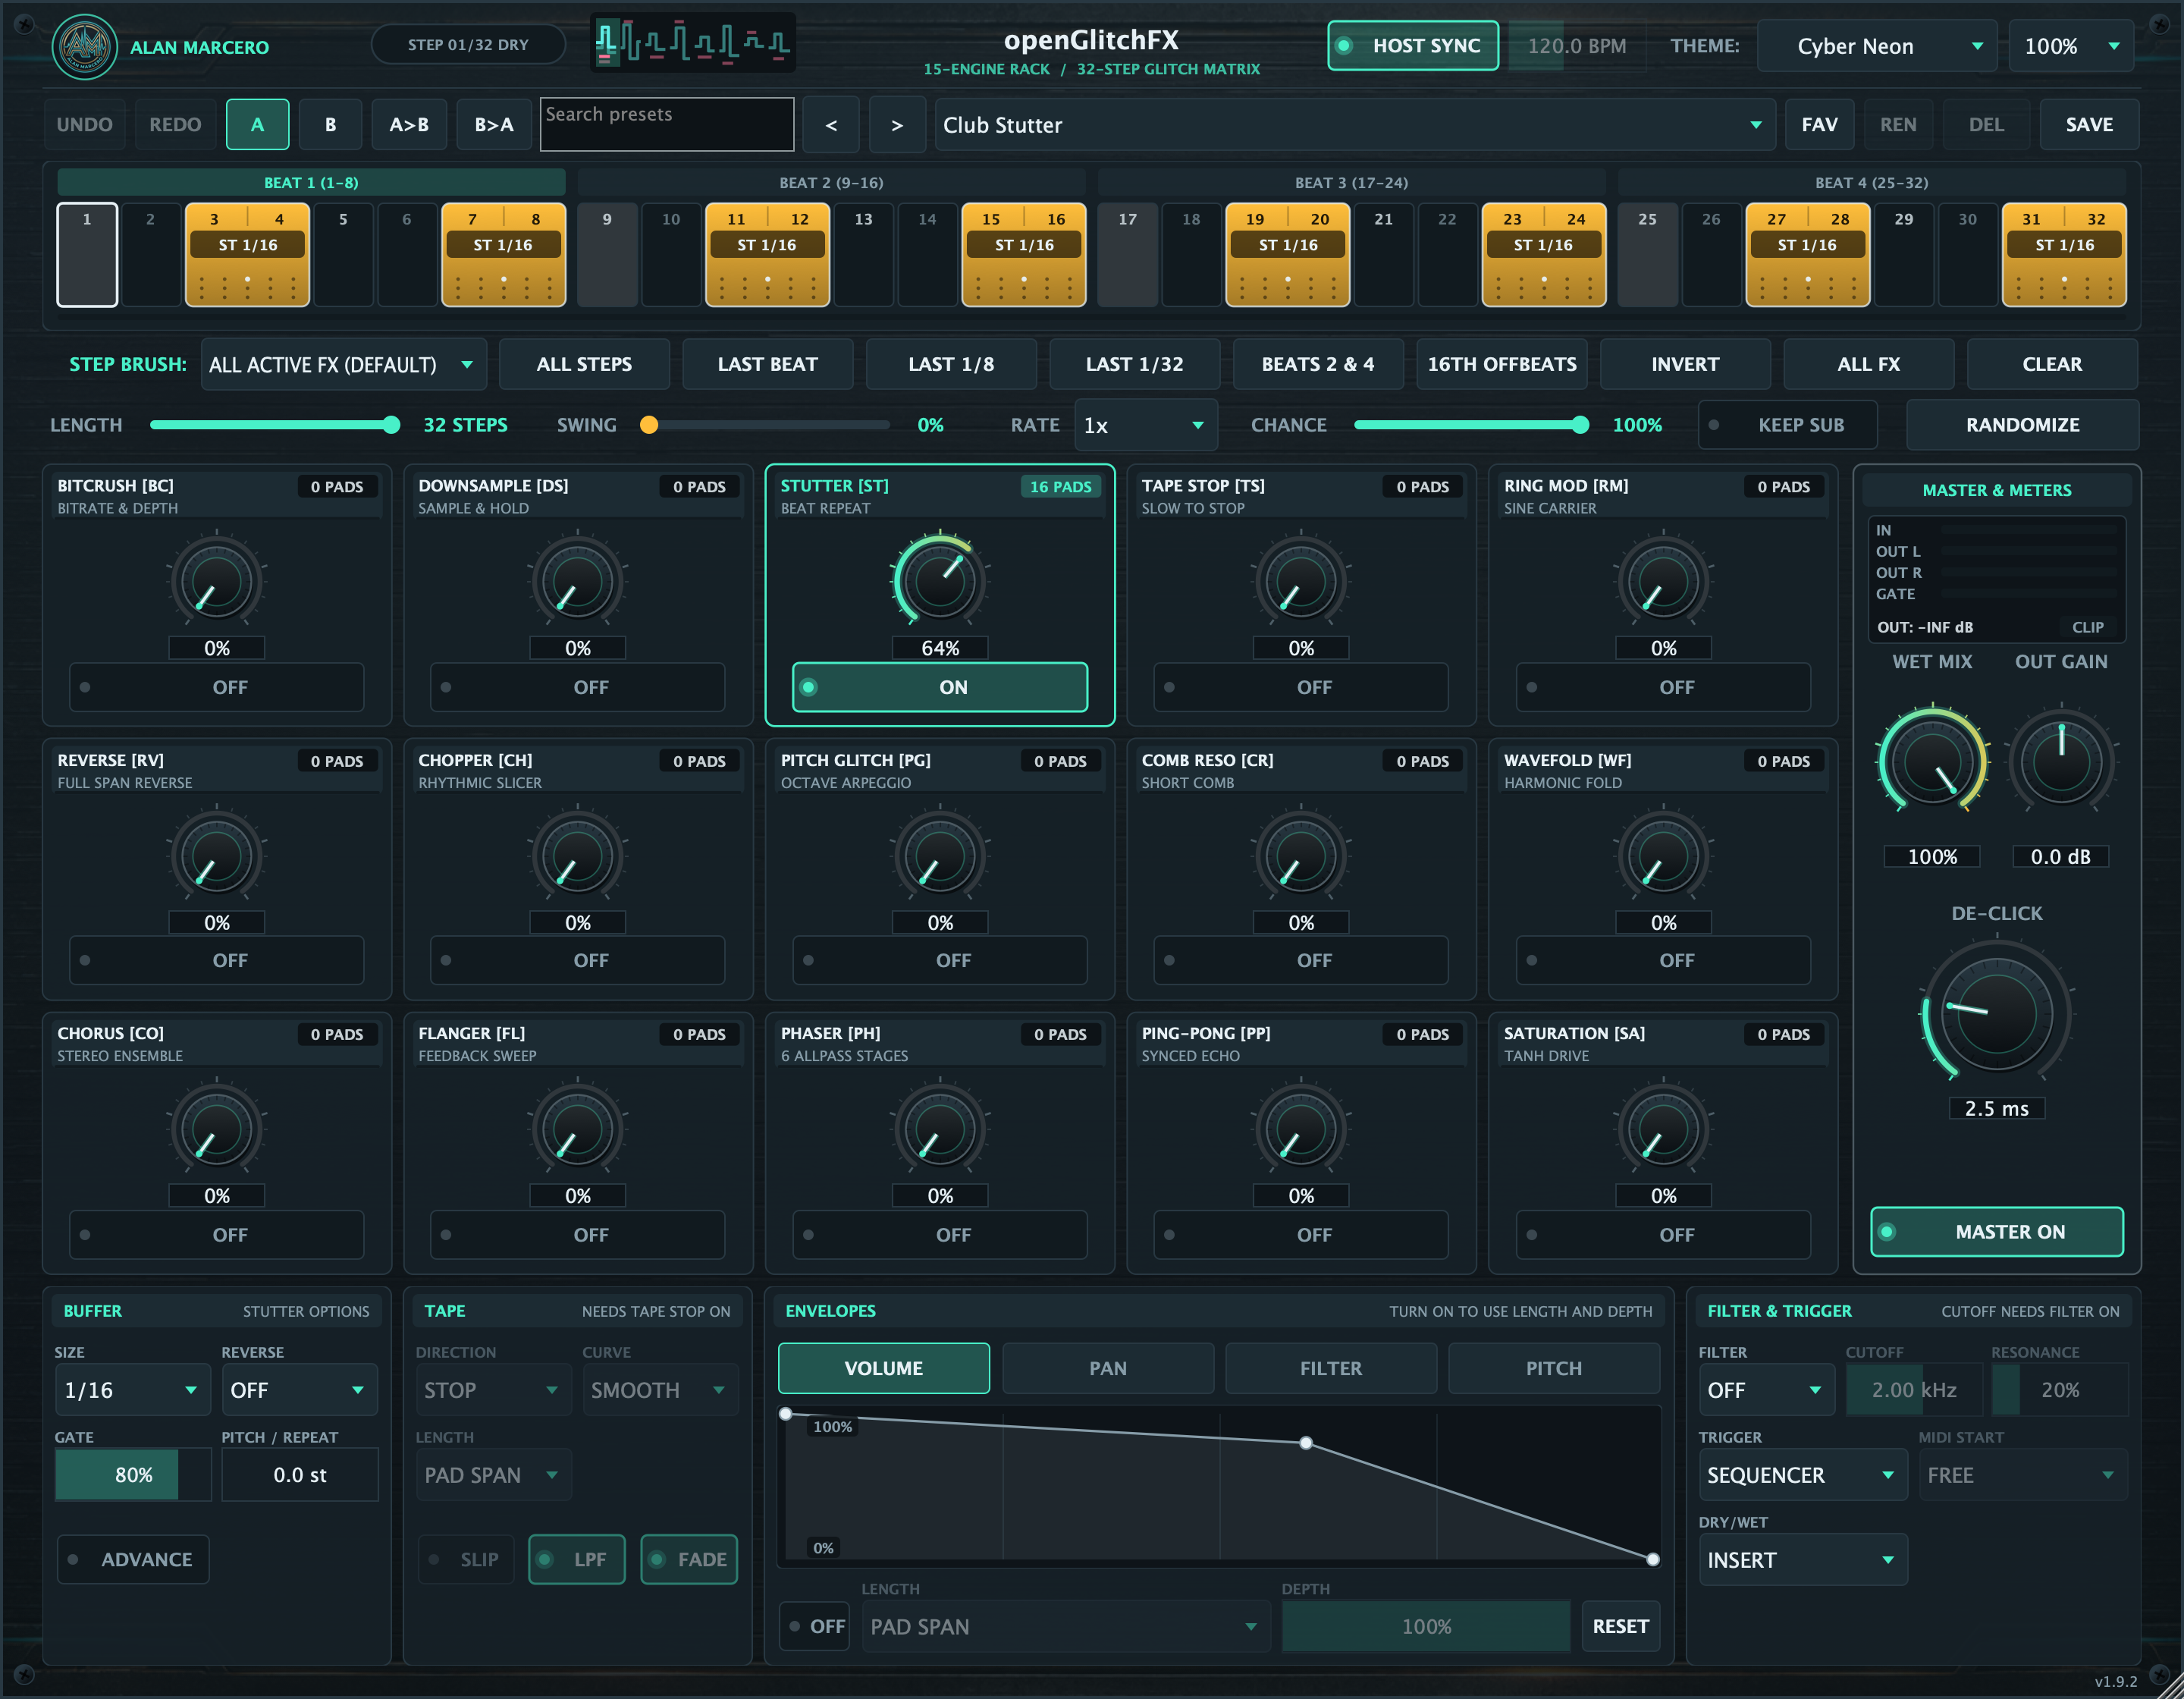 ALAN MARCERO
STEP 01/32 DRY
openGlitchFX
15-ENGINE RACK / 32-STEP GLITCH MATRIX
HOST SYNC
120.0 BPM
THEME:
Cyber Neon
100%
UNDO
REDO
A
B
A>B
B>A
Search presets
<
>
Club Stutter
FAV
REN
DEL
SAVE
BEAT 1 (1-8)
BEAT 2 (9-16)
BEAT 3 (17-24)
BEAT 4 (25-32)
1 2 3 4 5 6 7 8 9 10 11 12 13 14 15 16 17 18 19 20 21 22 23 24 25 26 27 28 29 30 31 32
ST 1/16 ST 1/16 ST 1/16 ST 1/16 ST 1/16 ST 1/16 ST 1/16 ST 1/16
STEP BRUSH:
ALL ACTIVE FX (DEFAULT)
ALL STEPS
LAST BEAT
LAST 1/8
LAST 1/32
BEATS 2 & 4
16TH OFFBEATS
INVERT
ALL FX
CLEAR
LENGTH
32 STEPS
SWING
0%
RATE
1x
CHANCE
100%
KEEP SUB
RANDOMIZE
BITCRUSH [BC]
0 PADS
BITRATE & DEPTH
0%
OFF
DOWNSAMPLE [DS]
0 PADS
SAMPLE & HOLD
0%
OFF
STUTTER [ST]
16 PADS
BEAT REPEAT
64%
ON
TAPE STOP [TS]
0 PADS
SLOW TO STOP
0%
OFF
RING MOD [RM]
0 PADS
SINE CARRIER
0%
OFF
REVERSE [RV]
0 PADS
FULL SPAN REVERSE
0%
OFF
CHOPPER [CH]
0 PADS
RHYTHMIC SLICER
0%
OFF
PITCH GLITCH [PG]
0 PADS
OCTAVE ARPEGGIO
0%
OFF
COMB RESO [CR]
0 PADS
SHORT COMB
0%
OFF
WAVEFOLD [WF]
0 PADS
HARMONIC FOLD
0%
OFF
CHORUS [CO]
0 PADS
STEREO ENSEMBLE
0%
OFF
FLANGER [FL]
0 PADS
FEEDBACK SWEEP
0%
OFF
PHASER [PH]
0 PADS
6 ALLPASS STAGES
0%
OFF
PING-PONG [PP]
0 PADS
SYNCED ECHO
0%
OFF
SATURATION [SA]
0 PADS
TANH DRIVE
0%
OFF
MASTER & METERS
IN
OUT L
OUT R
GATE
OUT: -INF dB
CLIP
WET MIX
OUT GAIN
100%
0.0 dB
DE-CLICK
2.5 ms
MASTER ON
BUFFER
STUTTER OPTIONS
SIZE
REVERSE
1/16
OFF
GATE
PITCH / REPEAT
80%
0.0 st
ADVANCE
TAPE
NEEDS TAPE STOP ON
DIRECTION
CURVE
STOP
SMOOTH
LENGTH
PAD SPAN
SLIP
LPF
FADE
ENVELOPES
TURN ON TO USE LENGTH AND DEPTH
VOLUME
PAN
FILTER
PITCH
100%
0%
LENGTH
DEPTH
OFF
PAD SPAN
100%
RESET
FILTER & TRIGGER
CUTOFF NEEDS FILTER ON
FILTER
CUTOFF
RESONANCE
OFF
2.00 kHz
20%
TRIGGER
MIDI START
SEQUENCER
FREE
DRY/WET
INSERT
v1.9.2